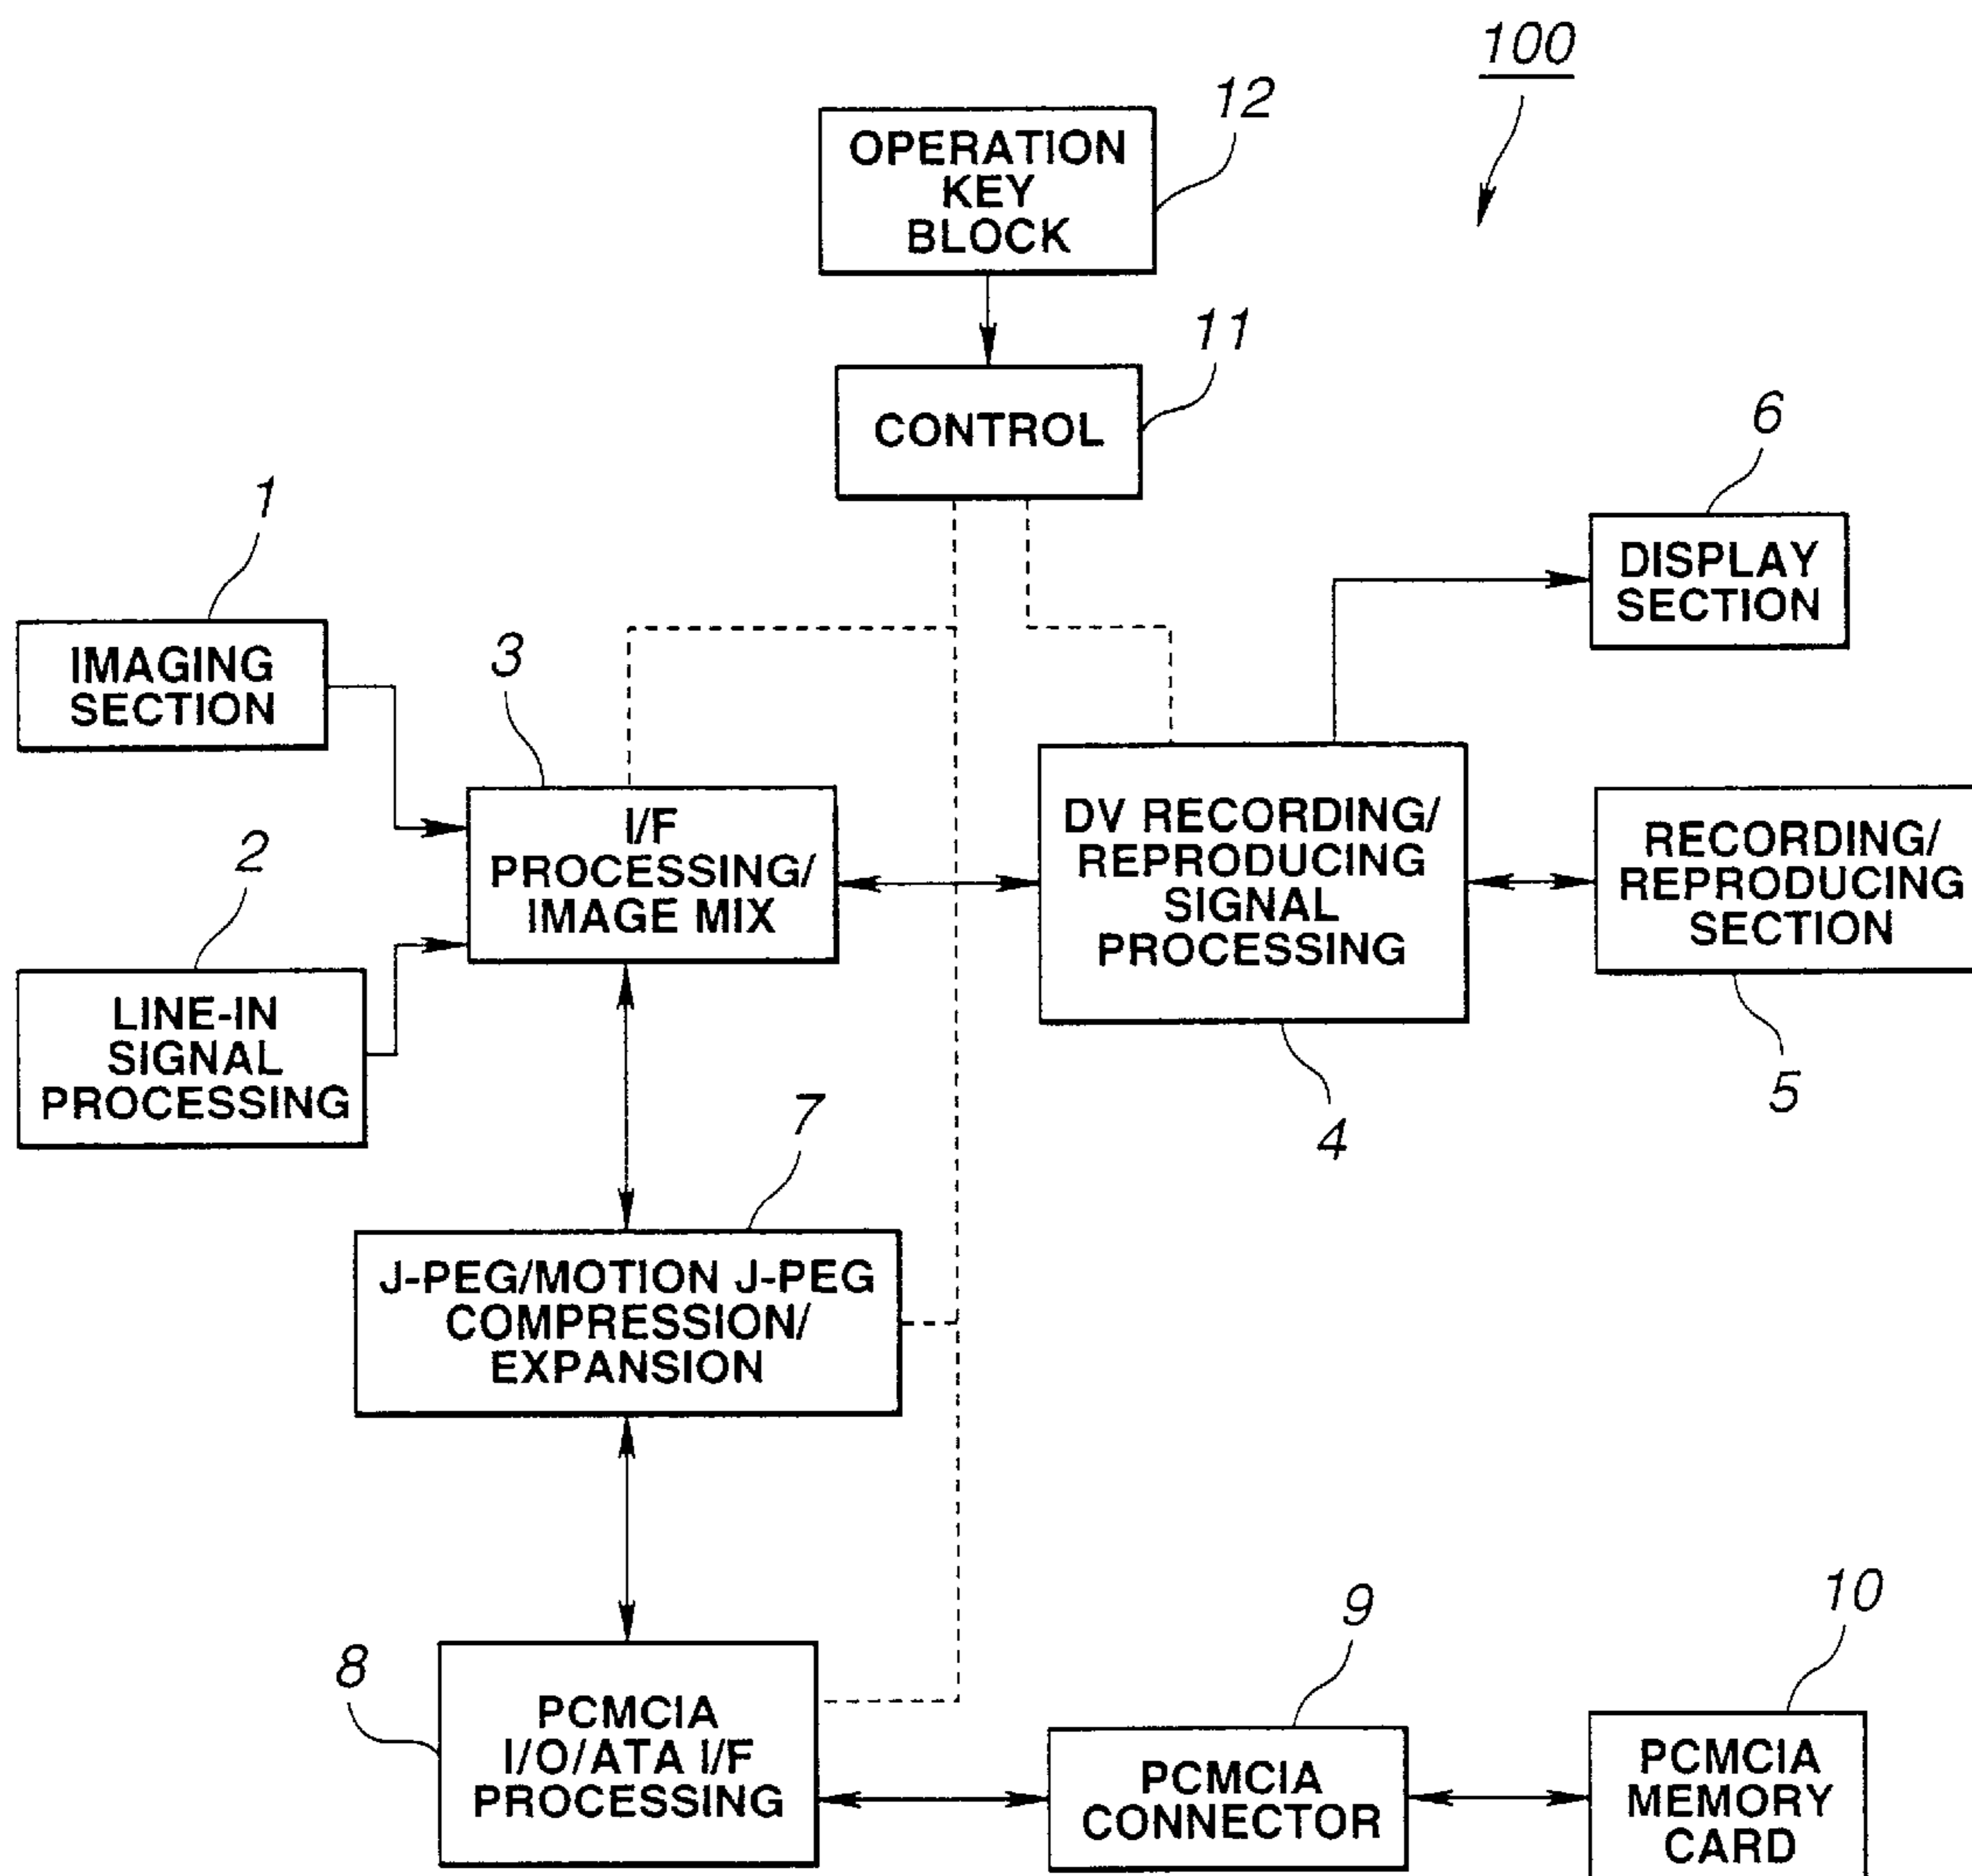 100
12
OPERATION
KEY
BLOCK
11
CONTROL
6
DISPLAY
SECTION
1
IMAGING
SECTION
3
I/F
PROCESSING/
IMAGE MIX
DV RECORDING/
REPRODUCING
SIGNAL
PROCESSING
4
RECORDING/
REPRODUCING
SECTION
5
2
LINE-IN
SIGNAL
PROCESSING
7
J-PEG/MOTION J-PEG
COMPRESSION/
EXPANSION
8
PCMCIA
I/O/ATA I/F
PROCESSING
9
PCMCIA
CONNECTOR
10
PCMCIA
MEMORY
CARD